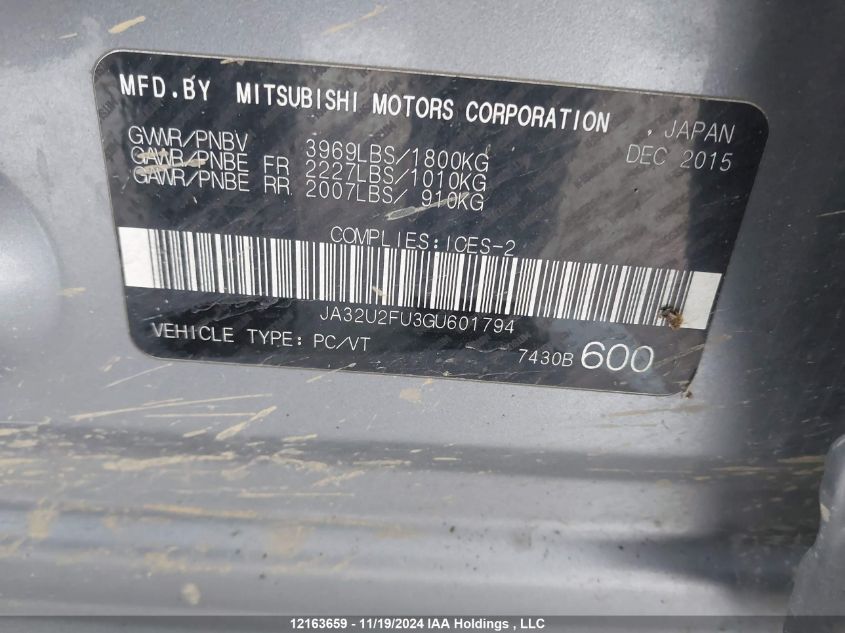 MFD.BY MITSUBISHI MOTORS CORPORATION , JAPAN
GVWR/PNBV 3969LBS/1800KG DEC 2015
GAWR/PNBE FR 2227LBS/1010KG
GAWR/PNBE RR 2007LBS/ 910KG
COMPLIES:ICES-2
JA32U2FU3GU601794
VEHICLE TYPE: PC/VT 7430B 600
12163659 - 11/19/2024 IAA Holdings , LLC